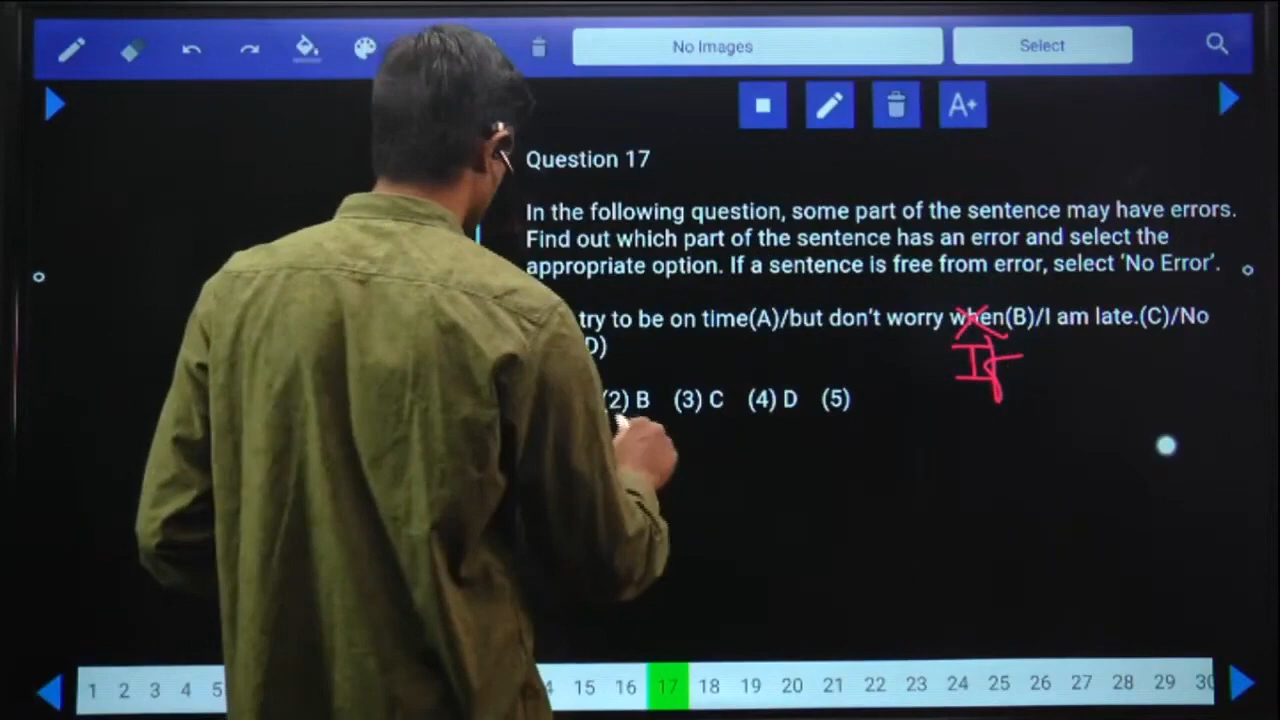 No Images
Select
A+
Question 17
In the following question, some part of the sentence may have errors.
Find out which part of the sentence has an error and select the
appropriate option. If a sentence is free from error, select 'No Error'.
try to be on time(A)/but don't worry when(B)/I am late.(C)/No
D)
If
(2) B (3) C (4) D (5)
1 2 3 4 5 15 16 17 18 19 20 21 22 23 24 25 26 27 28 29 30